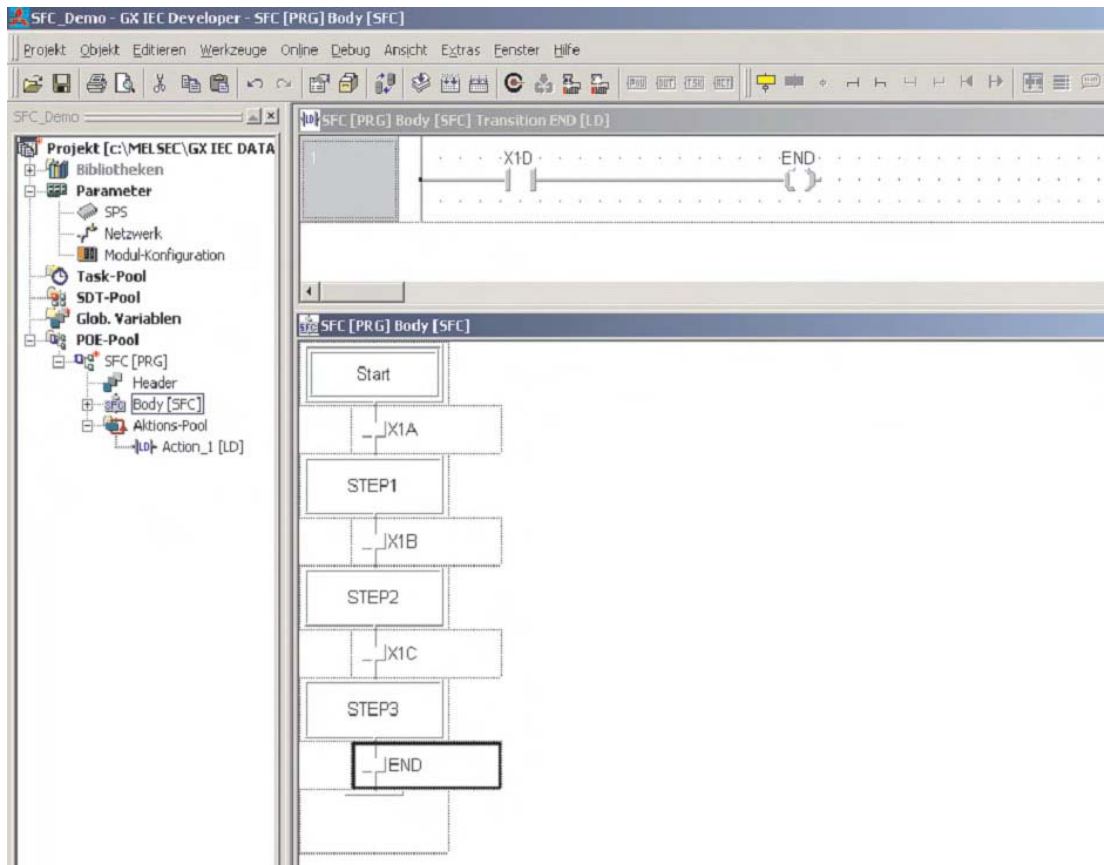 SFC_Demo - GX IEC Developer - SFC [PRG] Body [SFC]
Projekt Objekt Editieren Werkzeuge Online Debug Ansicht Extras Fenster Hilfe
SFC_Demo
Projekt [c:\MELSEC\GX IEC DATA
Bibliotheken
Parameter
SPS
Netzwerk
Modul-Konfiguration
Task-Pool
SDT-Pool
Glob. Variablen
POE-Pool
SFC [PRG]
Header
Body [SFC]
Aktions-Pool
Action_1 [LD]
SFC [PRG] Body [SFC] Transition END [LD]
1
X1D
END
SFC [PRG] Body [SFC]
Start
X1A
STEP1
X1B
STEP2
X1C
STEP3
END